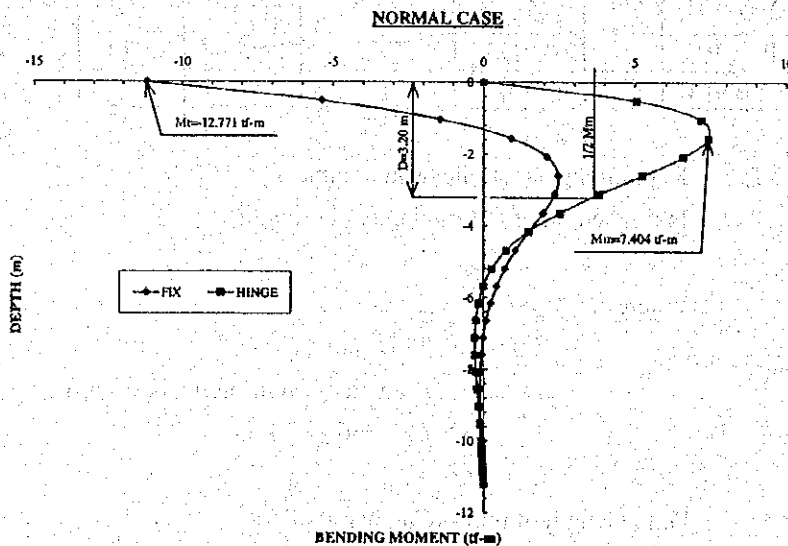 NORMAL CASE
-15 -10 -5 0 5 10
0
Mt=-12.771 tf-m
D=3.20 m
1/2 Mm
-2
-4
Mm=7.404 tf-m
DEPTH (m)
FIX HINGE
-6
-8
-10
-12
BENDING MOMENT (tf-m)